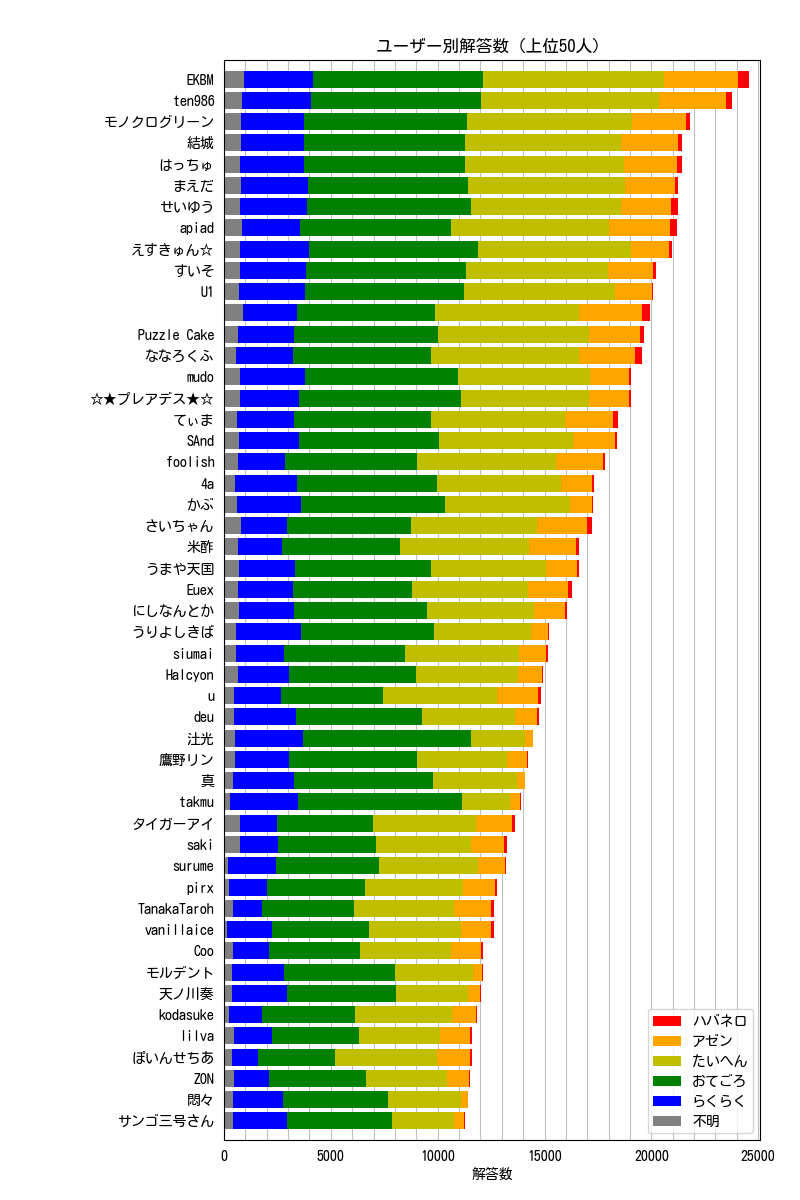 ユーザー別解答数（上位50人）
EKBM
ten986
モノクログリーン
結城
はっちゅ
まえだ
せいゆう
apiad
えすきゅん☆
すいそ
U1
Puzzle Cake
ななろくふ
mudo
☆★プレアデス★☆
てぃま
SAnd
foolish
4a
かぶ
さいちゃん
米酢
うまや天国
Euex
にしなんとか
うりよしきば
siumai
Halcyon
u
deu
汢光
鷹野リン
真
takmu
タイガーアイ
saki
surume
pirx
TanakaTaroh
vanillaice
Coo
モルデント
天ノ川奏
kodasuke
lilva
ぽいんせちあ
ZON
悶々
サンゴ三号さん
ハバネロ
アゼン
たいへん
おてごろ
らくらく
不明
0 5000 10000 15000 20000 25000
解答数